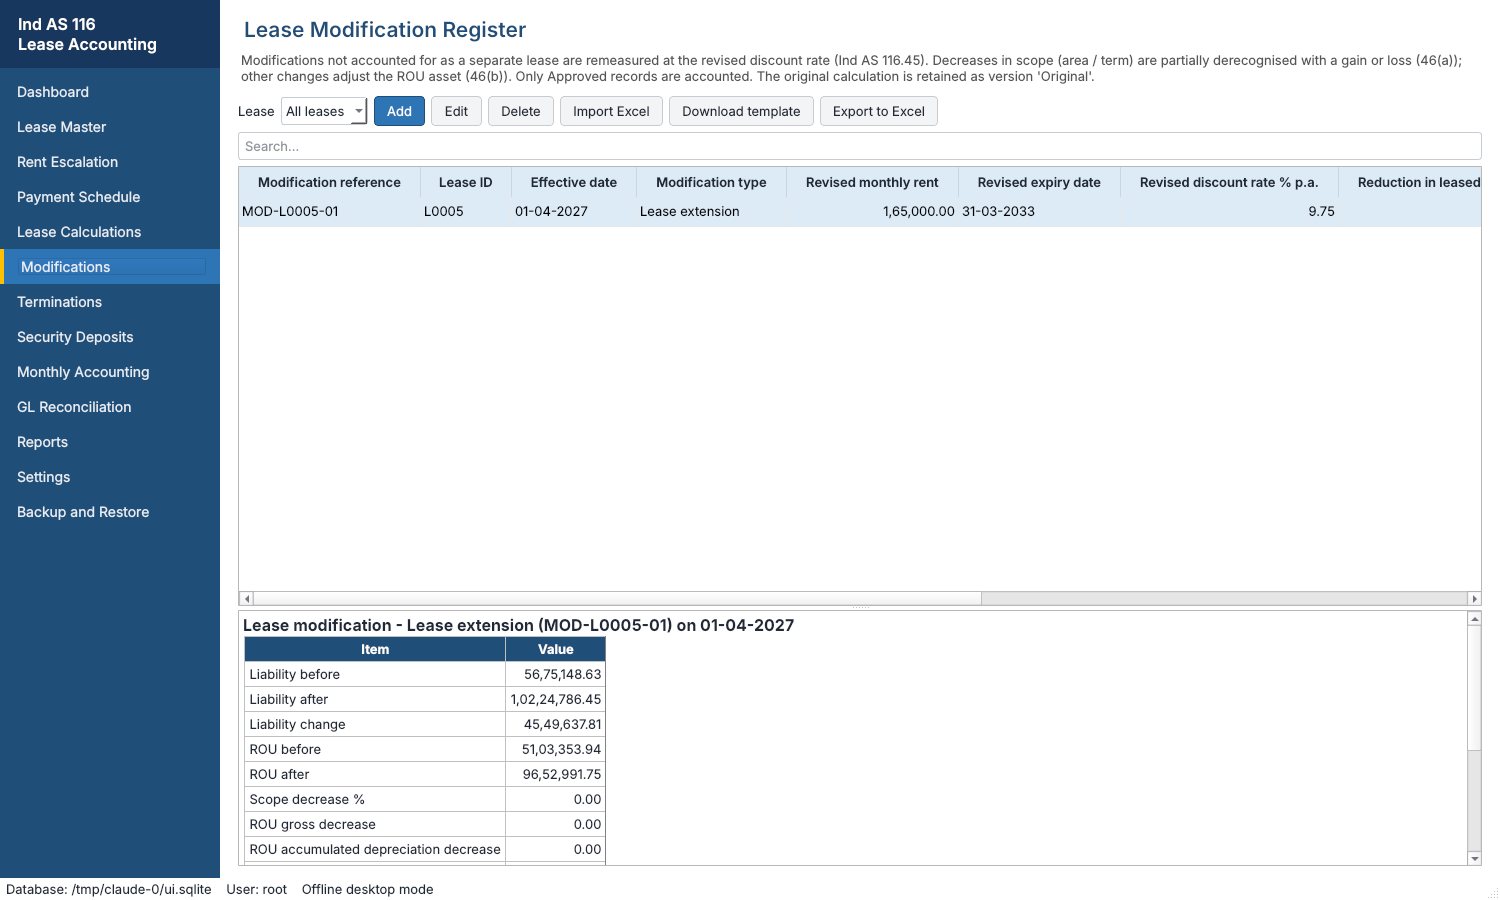 Ind AS 116
Lease Accounting
Dashboard
Lease Master
Rent Escalation
Payment Schedule
Lease Calculations
Modifications
Terminations
Security Deposits
Monthly Accounting
GL Reconciliation
Reports
Settings
Backup and Restore
Lease Modification Register
Modifications not accounted for as a separate lease are remeasured at the revised discount rate (Ind AS 116.45). Decreases in scope (area / term) are partially derecognised with a gain or loss (46(a));
other changes adjust the ROU asset (46(b)). Only Approved records are accounted. The original calculation is retained as version 'Original'.
Lease All leases Add Edit Delete Import Excel Download template Export to Excel
Search...
Modification reference Lease ID Effective date Modification type Revised monthly rent Revised expiry date Revised discount rate % p.a. Reduction in leased
MOD-L0005-01 L0005 01-04-2027 Lease extension 1,65,000.00 31-03-2033 9.75
Lease modification - Lease extension (MOD-L0005-01) on 01-04-2027
Item Value
Liability before 56,75,148.63
Liability after 1,02,24,786.45
Liability change 45,49,637.81
ROU before 51,03,353.94
ROU after 96,52,991.75
Scope decrease % 0.00
ROU gross decrease 0.00
ROU accumulated depreciation decrease 0.00
Database: /tmp/claude-0/ui.sqlite User: root Offline desktop mode